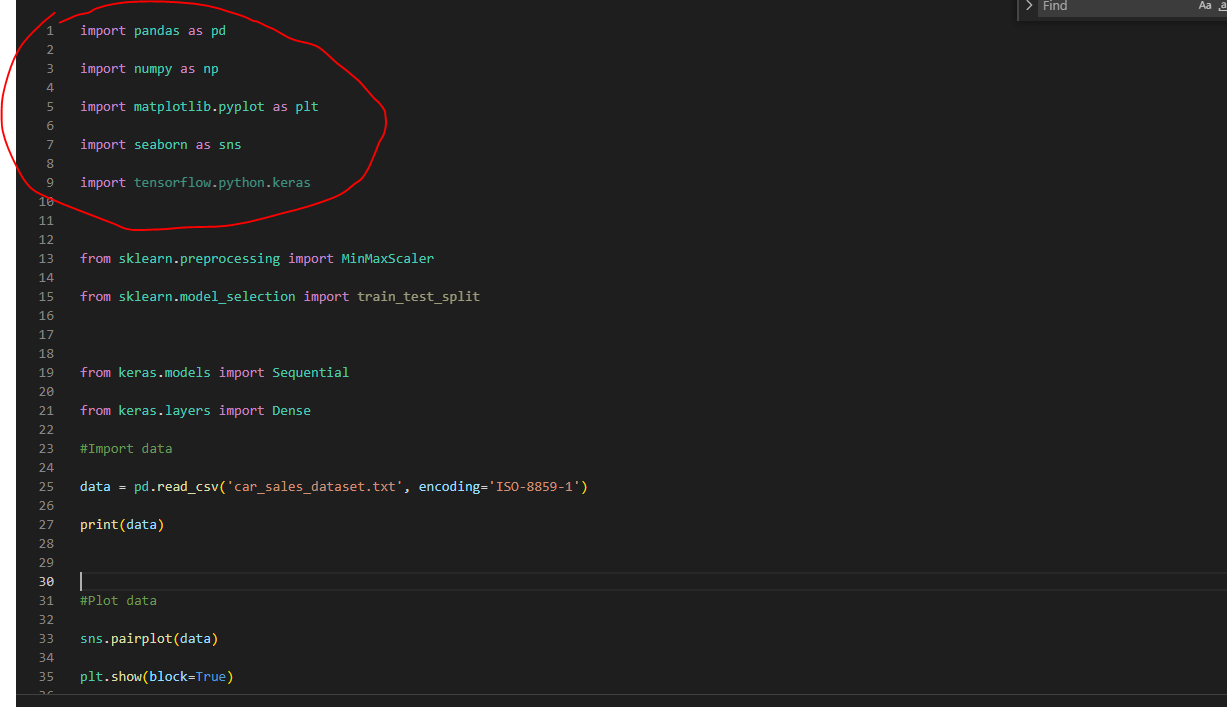 Find Aa
1 import pandas as pd
2
3 import numpy as np
4
5 import matplotlib.pyplot as plt
6
7 import seaborn as sns
8
9 import tensorflow.python.keras
10
11
12
13 from sklearn.preprocessing import MinMaxScaler
14
15 from sklearn.model_selection import train_test_split
16
17
18
19 from keras.models import Sequential
20
21 from keras.layers import Dense
22
23 #Import data
24
25 data = pd.read_csv('car_sales_dataset.txt', encoding='ISO-8859-1')
26
27 print(data)
28
29
30
31 #Plot data
32
33 sns.pairplot(data)
34
35 plt.show(block=True)